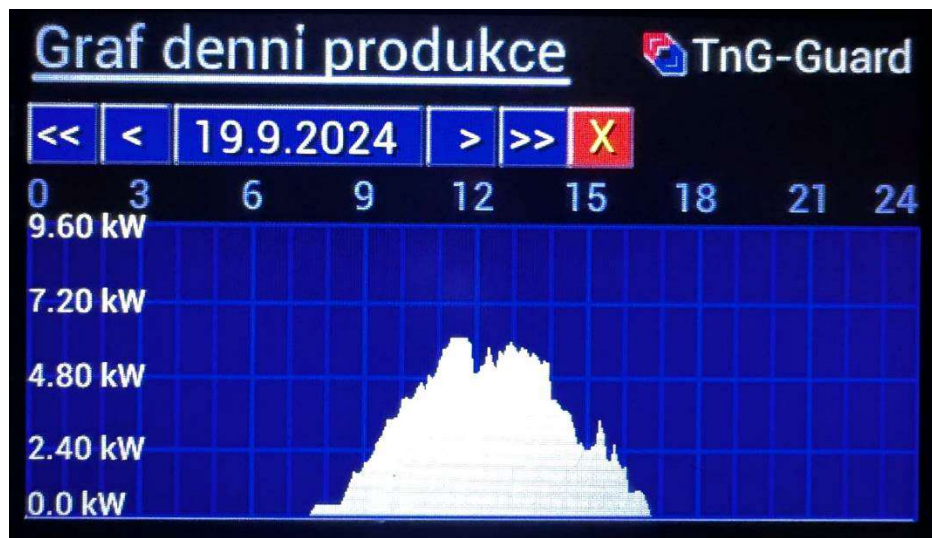 Graf denni produkce
TnG-Guard
<< < 19.9.2024 > >> X
0 3 6 9 12 15 18 21 24
9.60 kW
7.20 kW
4.80 kW
2.40 kW
0.0 kW